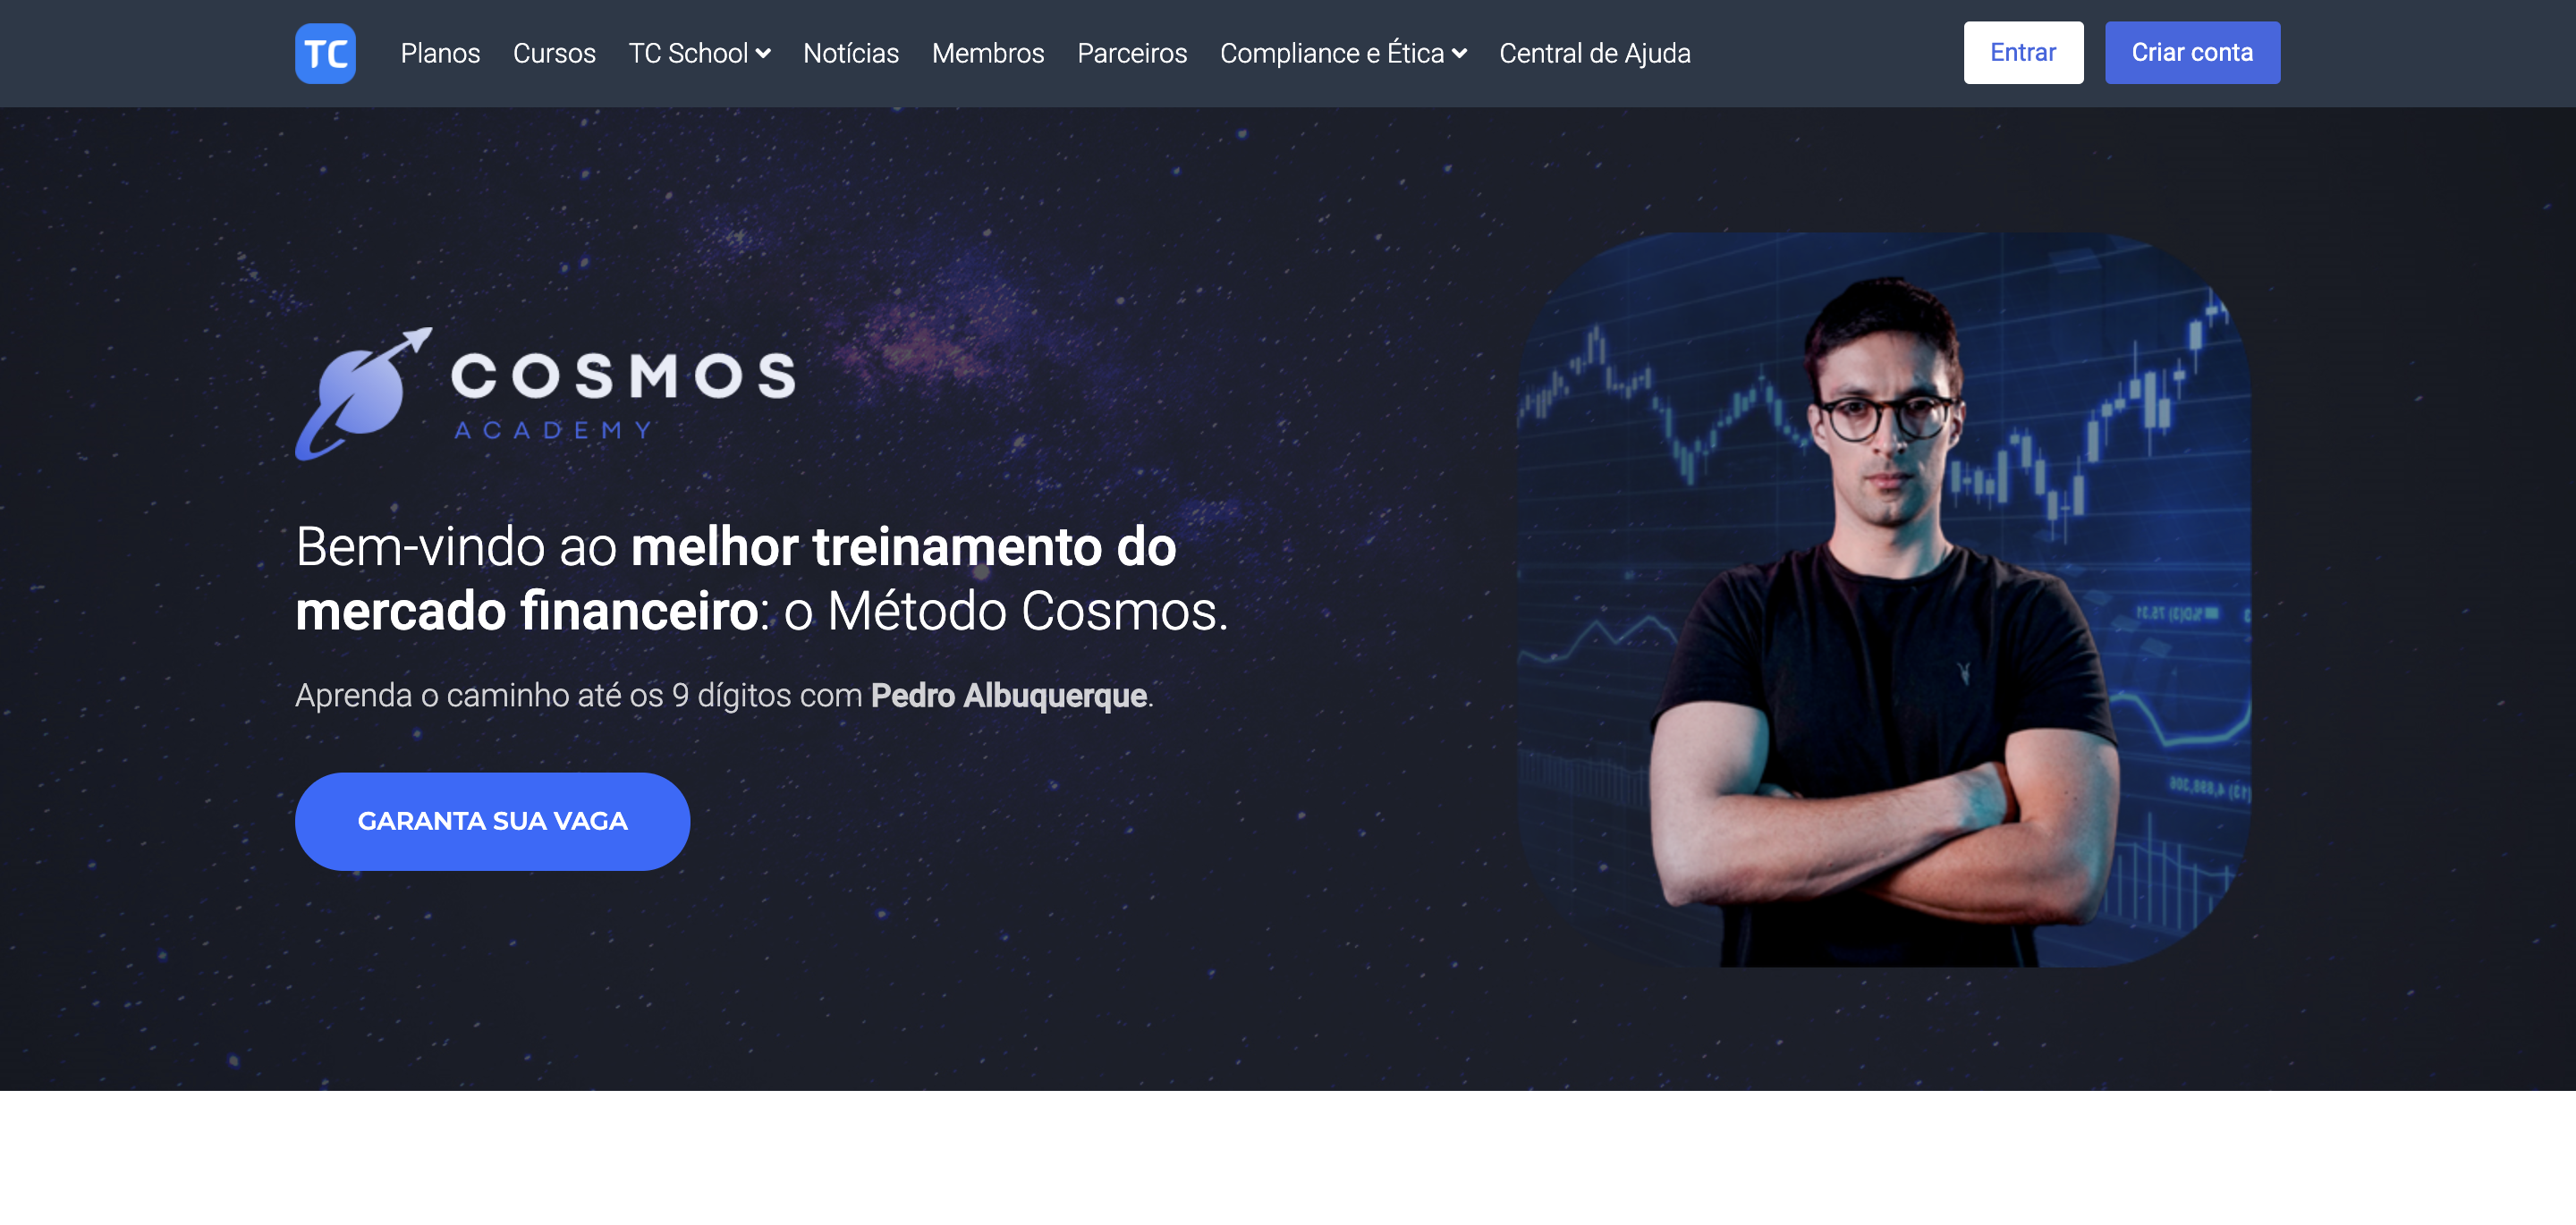 TC
Planos
Cursos
TC School
Notícias
Membros
Parceiros
Compliance e Ética
Central de Ajuda
Entrar
Criar conta
COSMOS
ACADEMY
Bem-vindo ao melhor treinamento do
mercado financeiro: o Método Cosmos.
Aprenda o caminho até os 9 dígitos com Pedro Albuquerque.
GARANTA SUA VAGA